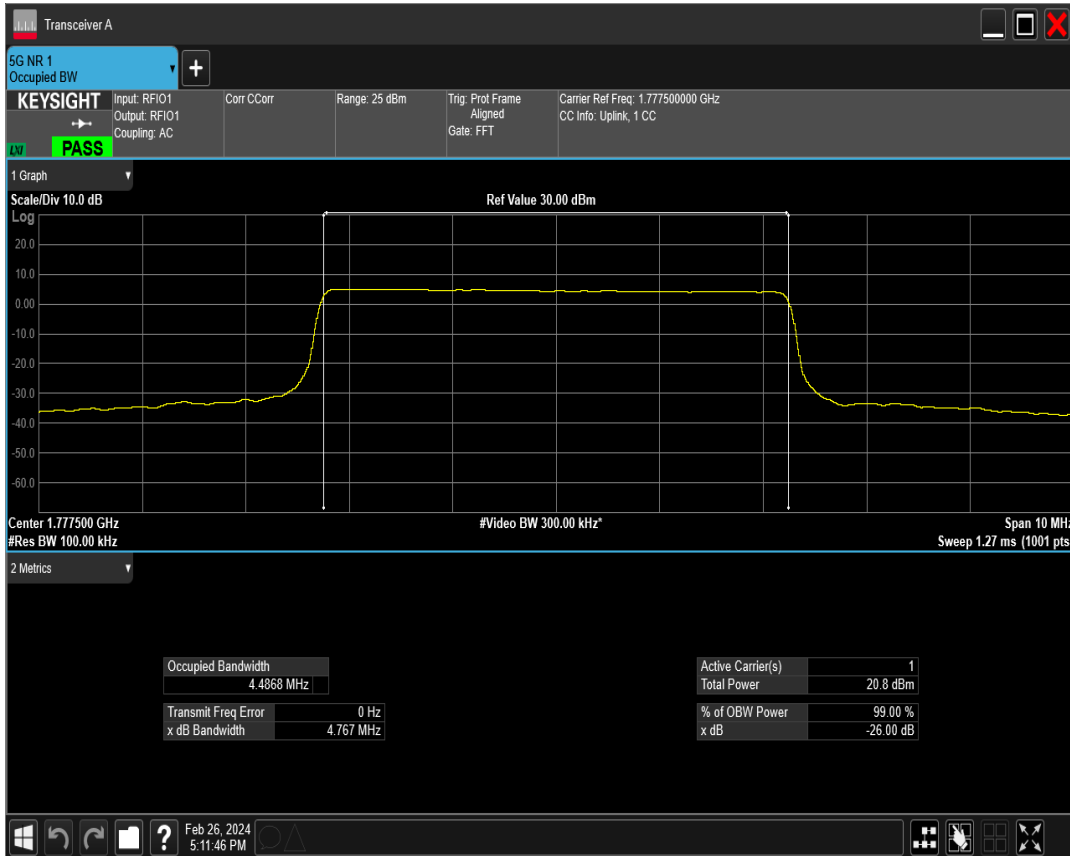 Transceiver A
5G NR 1
Occupied BW
+
KEYSIGHT
LXI
PASS
Input: RFIO1
Output: RFIO1
Coupling: AC
Corr CCorr
Range: 25 dBm
Trig: Prot Frame
Aligned
Gate: FFT
Carrier Ref Freq: 1.777500000 GHz
CC Info: Uplink, 1 CC
1 Graph
Scale/Div 10.0 dB
Ref Value 30.00 dBm
Log
20.0
10.0
0.00
-10.0
-20.0
-30.0
-40.0
-50.0
-60.0
Center 1.777500 GHz
#Video BW 300.00 kHz*
Span 10 MHz
#Res BW 100.00 kHz
Sweep 1.27 ms (1001 pts
2 Metrics
Occupied Bandwidth
4.4868 MHz
Transmit Freq Error 0 Hz
x dB Bandwidth 4.767 MHz
Active Carrier(s) 1
Total Power 20.8 dBm
% of OBW Power 99.00 %
x dB -26.00 dB
?
Feb 26, 2024
5:11:46 PM